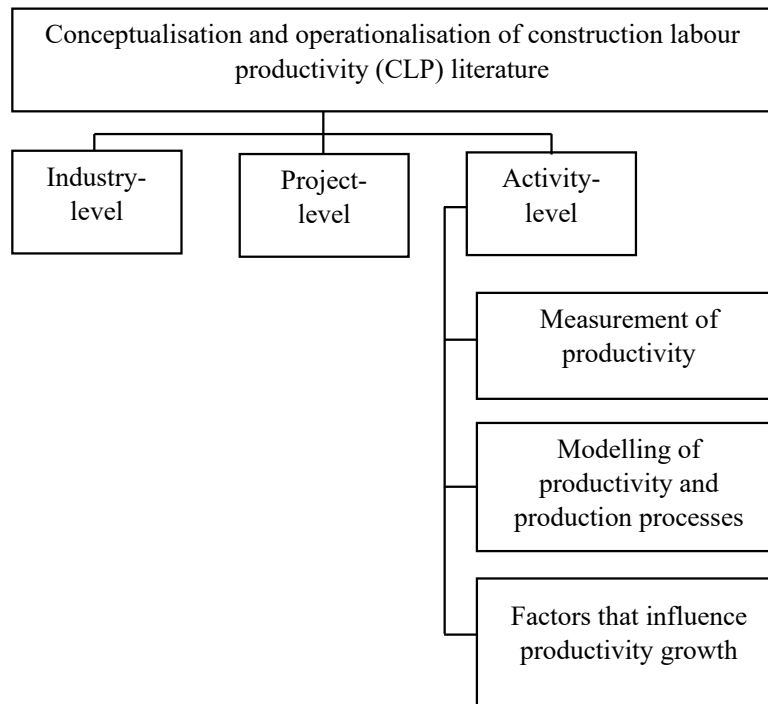 Conceptualisation and operationalisation of construction labour
productivity (CLP) literature
Industry-
level
Project-
level
Activity-
level
Measurement of
productivity
Modelling of
productivity and
production processes
Factors that influence
productivity growth